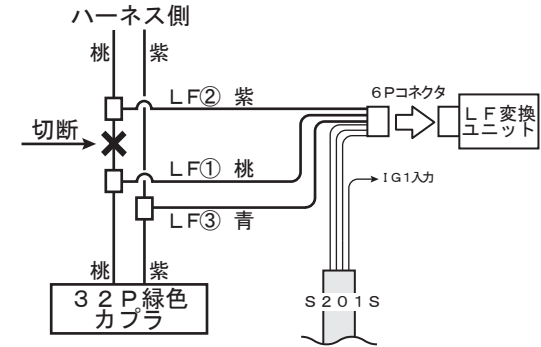 ハーネス側
桃 紫
LF② 紫
6Pコネクタ
LF変換
ユニット
切断
LF① 桃
IG1入力
LF③ 青
桃 紫
32P緑色
カプラ
S201S